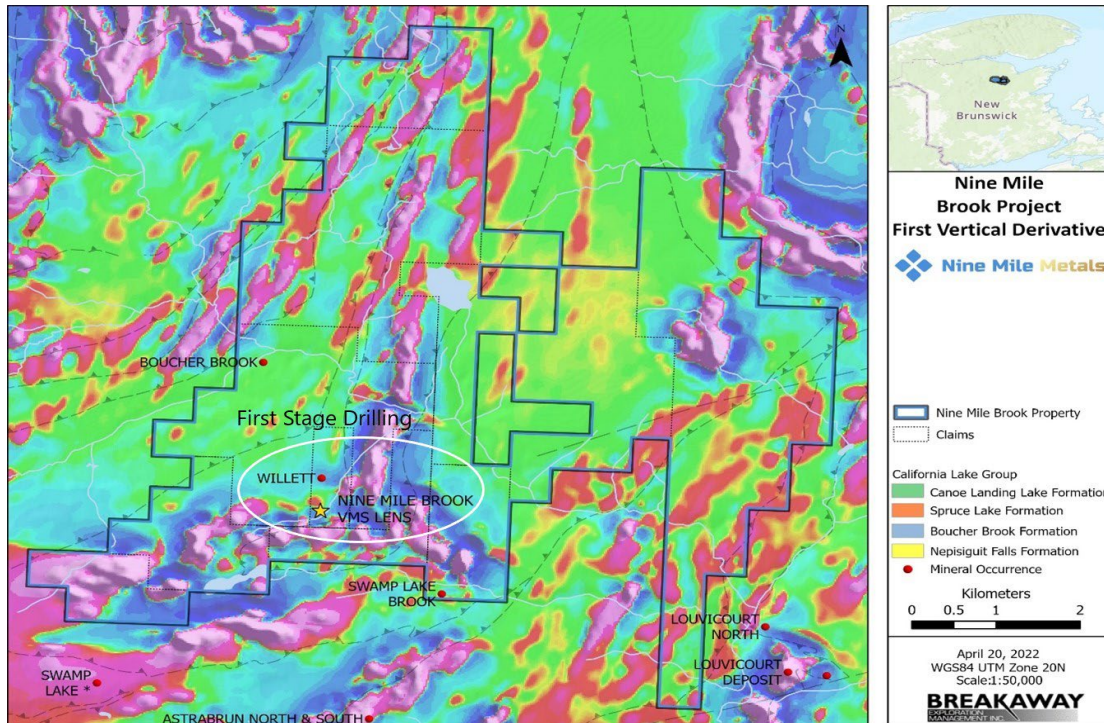 BOUCHER BROOK
First Stage Drilling
WILLETT
NINE MILE BROOK
VMS LENS
SWAMP LAKE
BROOK
LOUVICOURT
NORTH
LOUVICOURT
DEPOSIT
SWAMP
LAKE *
ASTRABRUN NORTH & SOUTH
N
New
Brunswick
Nine Mile
Brook Project
First Vertical Derivative
Nine Mile Metals
Nine Mile Brook Property
Claims
California Lake Group
Canoe Landing Lake Formation
Spruce Lake Formation
Boucher Brook Formation
Nepisiguit Falls Formation
Mineral Occurrence
Kilometers
0 0.5 1 2
April 20, 2022
WGS84 UTM Zone 20N
Scale:1:50,000
BREAKAWAY
EXPLORATION
MANAGEMENT INC.